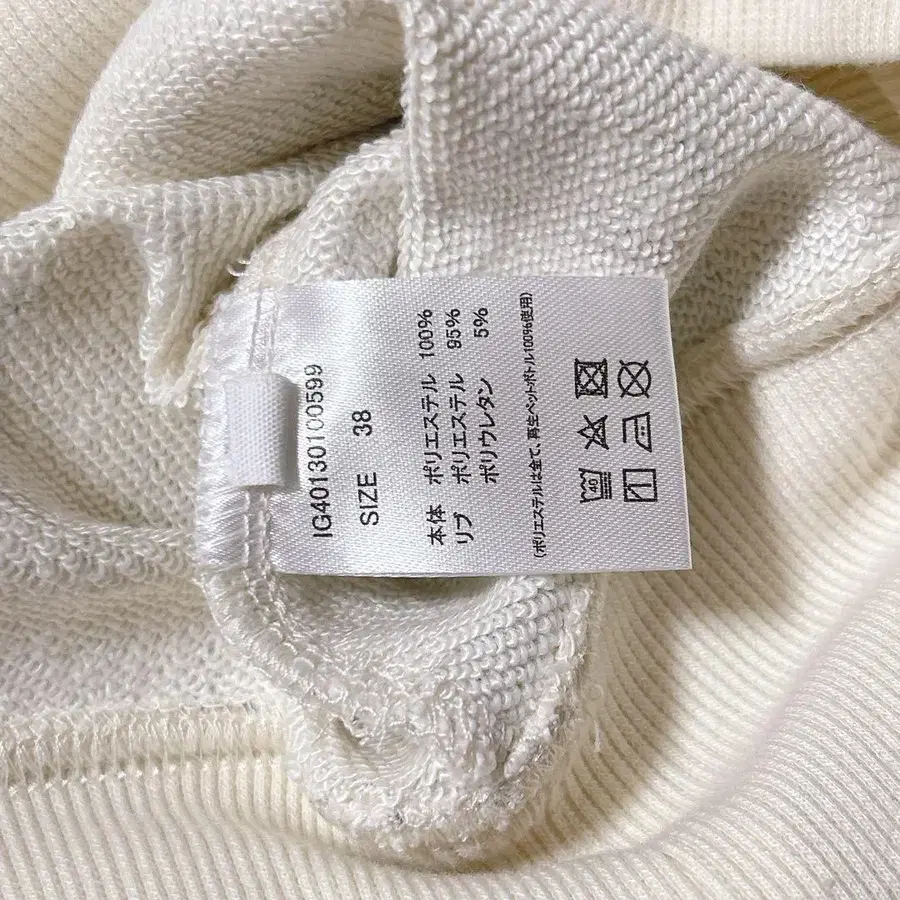 IG40130100599
SIZE 38
本体 ポリエステル 100%
リブ ポリエステル 95%
ポリウレタン 5%
(ポリエステルは全て、再生ペットボトル100%使用)
40